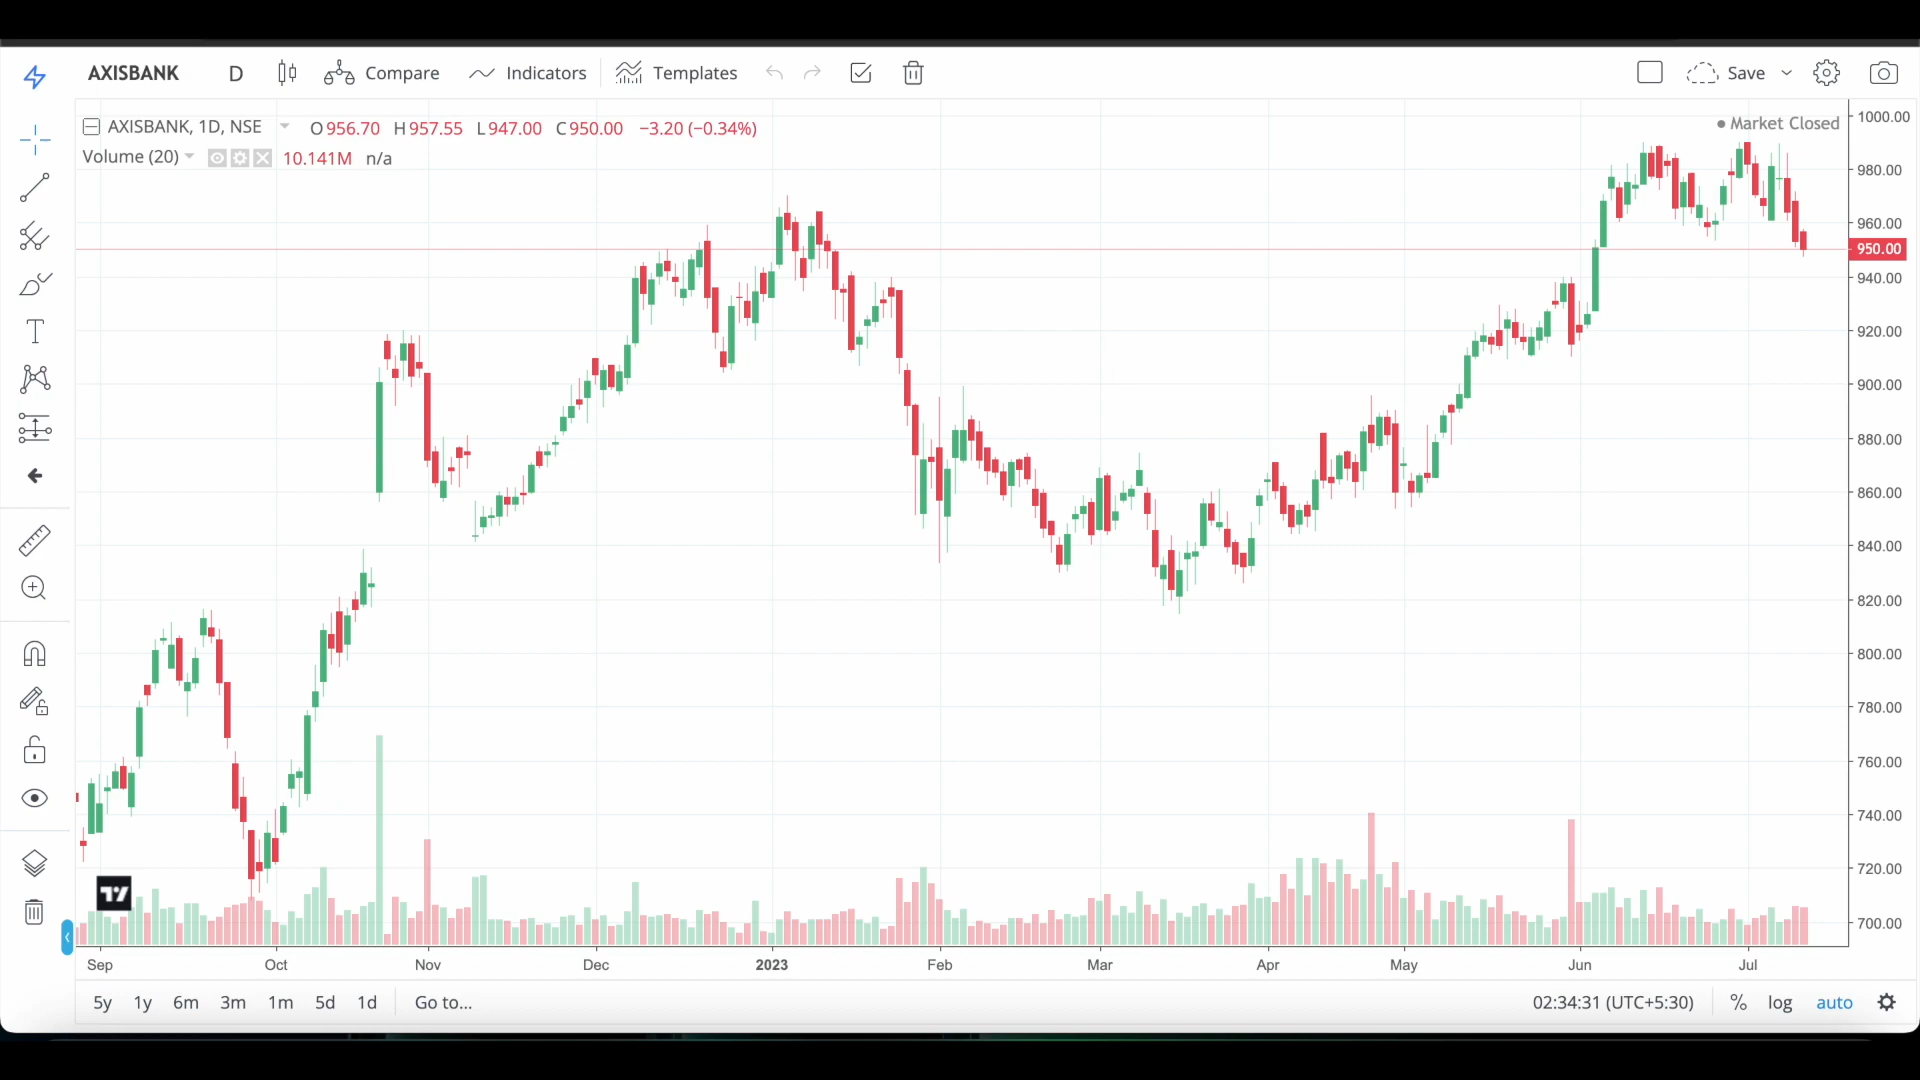 AXISBANK D Compare Indicators Templates Save
AXISBANK, 1D, NSE O956.70 H957.55 L947.00 C950.00 −3.20 (−0.34%)
Market Closed
Volume (20) 10.141M n/a
1000.00
980.00
960.00
950.00
940.00
920.00
900.00
880.00
860.00
840.00
820.00
800.00
780.00
760.00
740.00
720.00
700.00
Sep Oct Nov Dec 2023 Feb Mar Apr May Jun Jul
5y 1y 6m 3m 1m 5d 1d Go to... 02:34:31 (UTC+5:30) % log auto